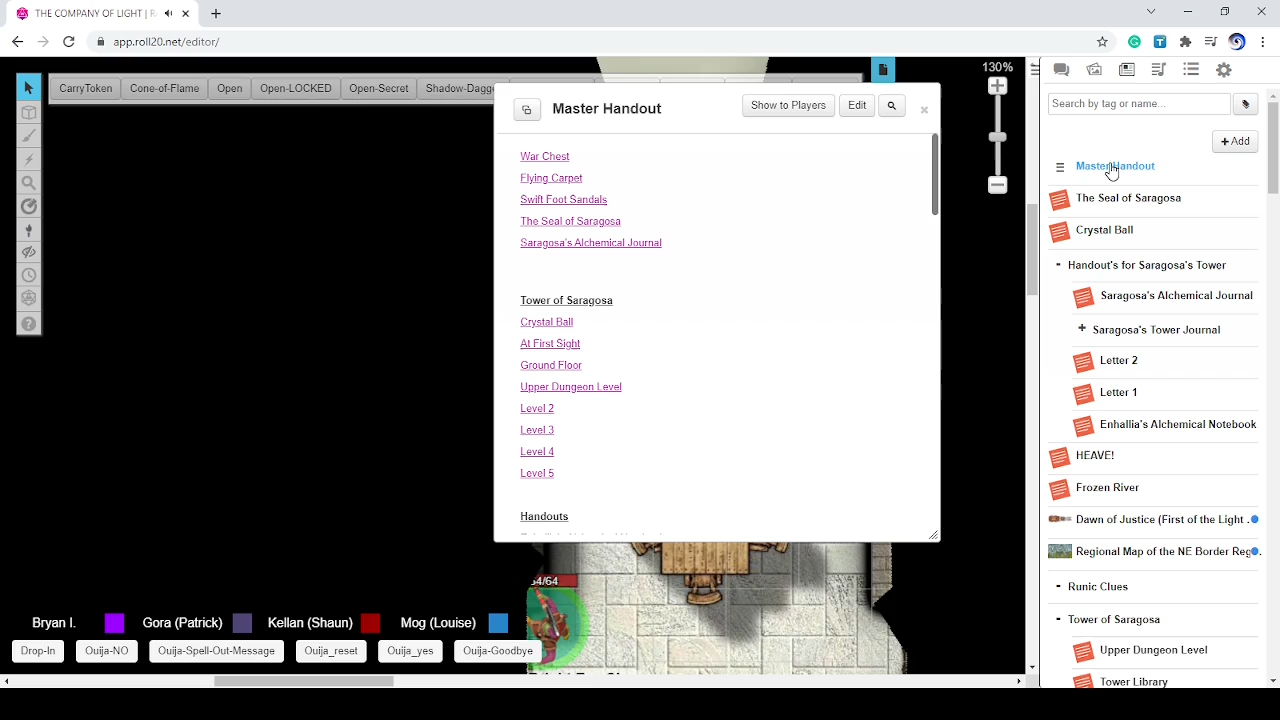 THE COMPANY OF LIGHT | R
app.roll20.net/editor/
CarryToken
Cone-of-Flame
Open
Open-LOCKED
Open-Secret
Shadow-Dagge
130%
Master Handout
Show to Players
Edit
War Chest
Flying Carpet
Swift Foot Sandals
The Seal of Saragosa
Saragosa's Alchemical Journal
Tower of Saragosa
Crystal Ball
At First Sight
Ground Floor
Upper Dungeon Level
Level 2
Level 3
Level 4
Level 5
Handouts
Search by tag or name...
+ Add
Master Handout
The Seal of Saragosa
Crystal Ball
- Handout's for Saragosa's Tower
Saragosa's Alchemical Journal
+ Saragosa's Tower Journal
Letter 2
Letter 1
Enhallia's Alchemical Notebook
HEAVE!
Frozen River
Dawn of Justice (First of the Light .
Regional Map of the NE Border Reg.
- Runic Clues
- Tower of Saragosa
Upper Dungeon Level
Tower Library
54/64
Bryan I.
Gora (Patrick)
Kellan (Shaun)
Mog (Louise)
Drop-In
Ouija-NO
Ouija-Spell-Out-Message
Ouija_reset
Ouija_yes
Ouija-Goodbye